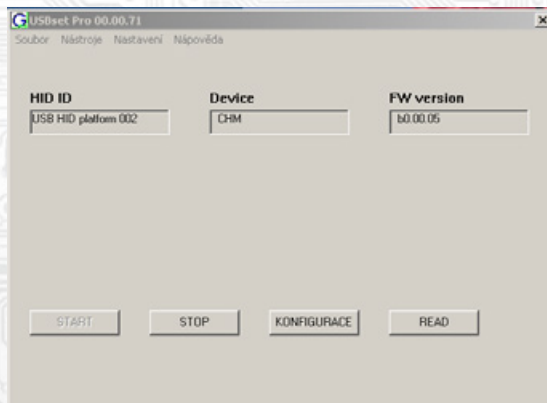 USBset Pro 00.00.71
Soubor Nástroje Nastavení Nápověda
HID ID Device FW version
USB HID platform 002 CHM b0.00.05
START STOP KONFIGURACE READ